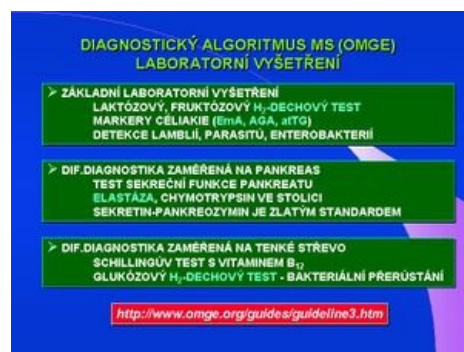 DIAGNOSTICKÝ ALGORITMUS MS (OMGE)
LABORATORNÍ VYŠETŘENÍ
➢ ZÁKLADNÍ LABORATORNÍ VYŠETŘENÍ
LAKTÓZOVÝ, FRUKTÓZOVÝ H₂-DECHOVÝ TEST
MARKERY CÉLIAKIE (EmA, AGA, atTG)
DETEKCE LAMBLIÍ, PARASITŮ, ENTEROBAKTERIÍ
➢ DIF.DIAGNOSTIKA ZAMĚŘENÁ NA PANKREAS
TEST SEKREČNÍ FUNKCE PANKREATU
ELASTÁZA, CHYMOTRYPSIN VE STOLICI
SEKRETIN-PANKREOZYMIN JE ZLATÝM STANDARDEM
➢ DIF.DIAGNOSTIKA ZAMĚŘENÁ NA TENKÉ STŘEVO
SCHILLINGŮV TEST S VITAMINEM B₁₂
GLUKÓZOVÝ H₂-DECHOVÝ TEST - BAKTERIÁLNÍ PŘERŮSTÁNÍ
http://www.omge.org/guides/guideline3.htm